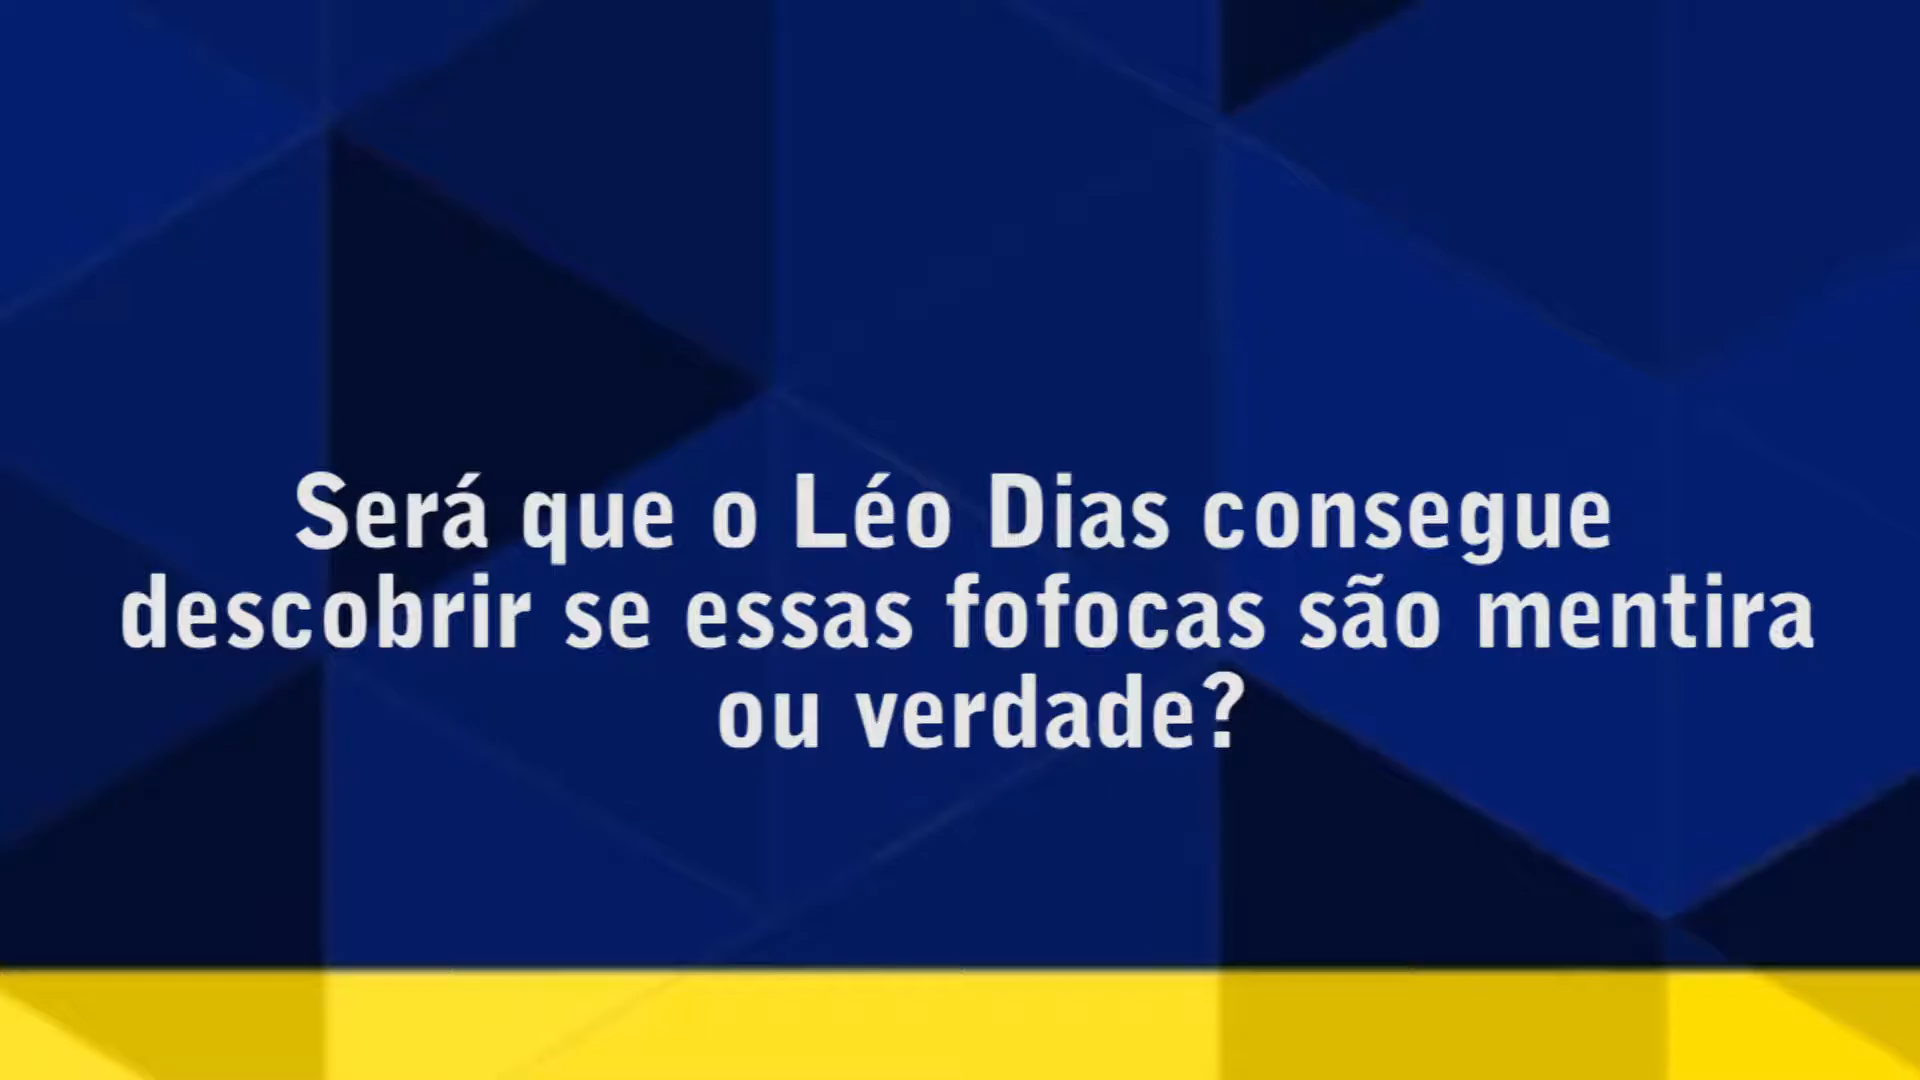 Será que o Léo Dias consegue
descobrir se essas fofocas são mentira
ou verdade?